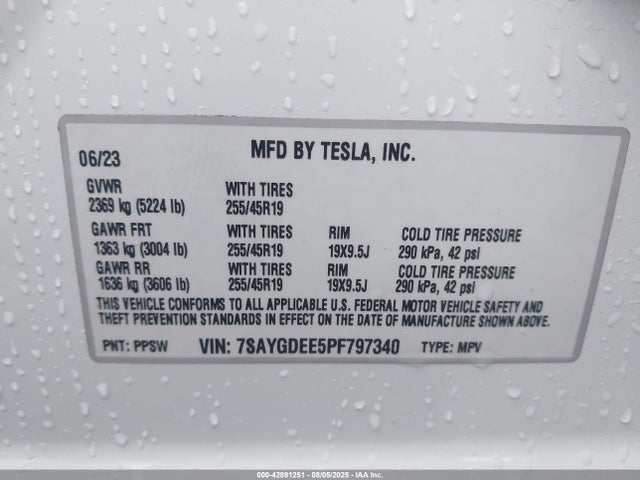 06/23 MFD BY TESLA, INC.
GVWR WITH TIRES
2369 kg (5224 lb) 255/45R19
GAWR FRT WITH TIRES RIM COLD TIRE PRESSURE
1363 kg (3004 lb) 255/45R19 19X9.5J 290 kPa, 42 psi
GAWR RR WITH TIRES RIM COLD TIRE PRESSURE
1636 kg (3606 lb) 255/45R19 19X9.5J 290 kPa, 42 psi
THIS VEHICLE CONFORMS TO ALL APPLICABLE U.S. FEDERAL MOTOR VEHICLE SAFETY AND
THEFT PREVENTION STANDARDS IN EFFECT ON THE DATE OF MANUFACTURE SHOWN ABOVE.
PNT: PPSW VIN: 7SAYGDEE5PF797340 TYPE: MPV
000-42891251 - 08/05/2025 - IAA Inc.